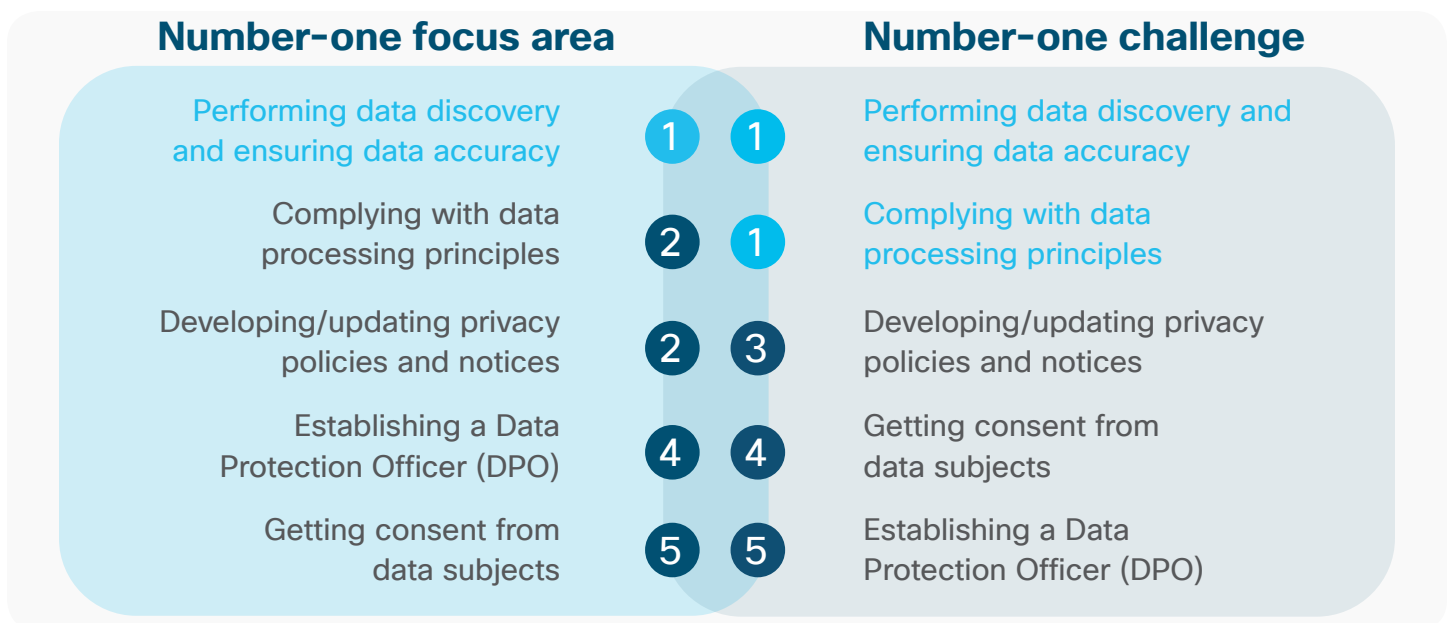 Number-one focus area
Performing data discovery
and ensuring data accuracy
1
Complying with data
processing principles
2
Developing/updating privacy
policies and notices
2
Establishing a Data
Protection Officer (DPO)
4
Getting consent from
data subjects
5
Number-one challenge
1
Performing data discovery and
ensuring data accuracy
1
Complying with data
processing principles
3
Developing/updating privacy
policies and notices
4
Getting consent from
data subjects
5
Establishing a Data
Protection Officer (DPO)